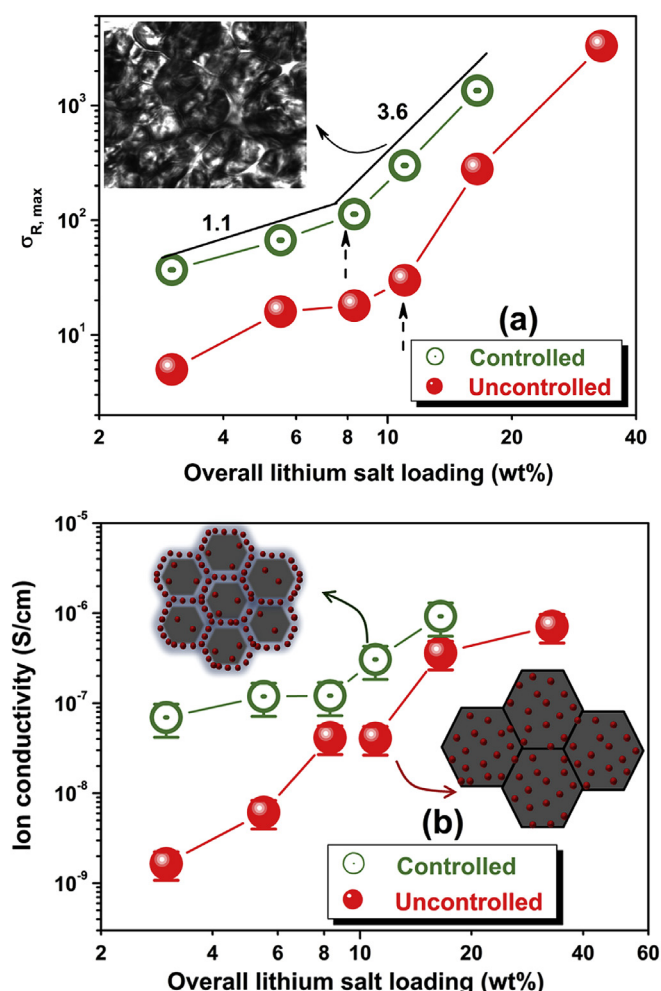 10³
3.6
1.1
10²
σR, max
10¹
(a)
Controlled
Uncontrolled
2 4 6 8 10 20 40
Overall lithium salt loading (wt%)
10⁻⁵
10⁻⁶
10⁻⁷
10⁻⁸
10⁻⁹
Ion conductivity (S/cm)
(b)
Controlled
Uncontrolled
2 4 6 8 10 20 40 60
Overall lithium salt loading (wt%)